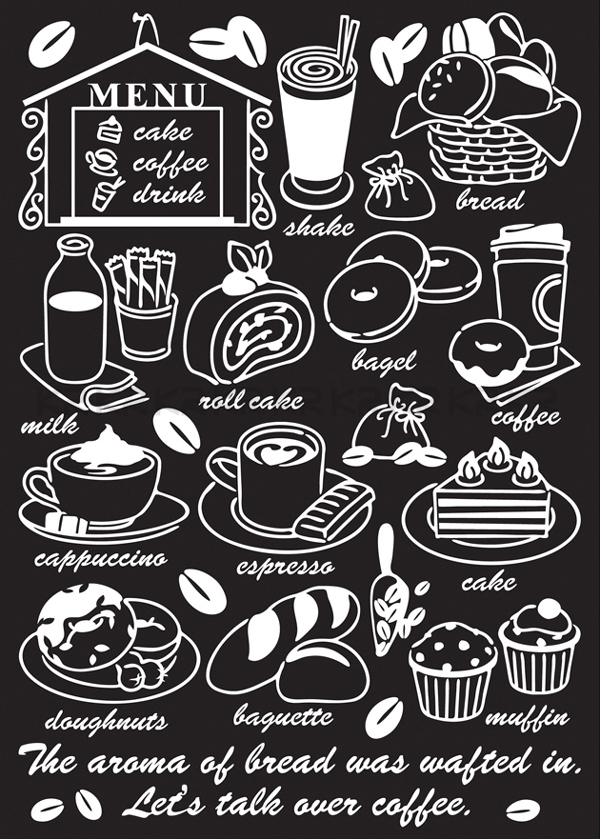 MENU
cake
coffee
drink
shake
bread
milk
roll cake
bagel
coffee
cappuccino
espresso
cake
doughnuts
baguette
muffin
The aroma of bread was wafted in.
Let's talk over coffee.